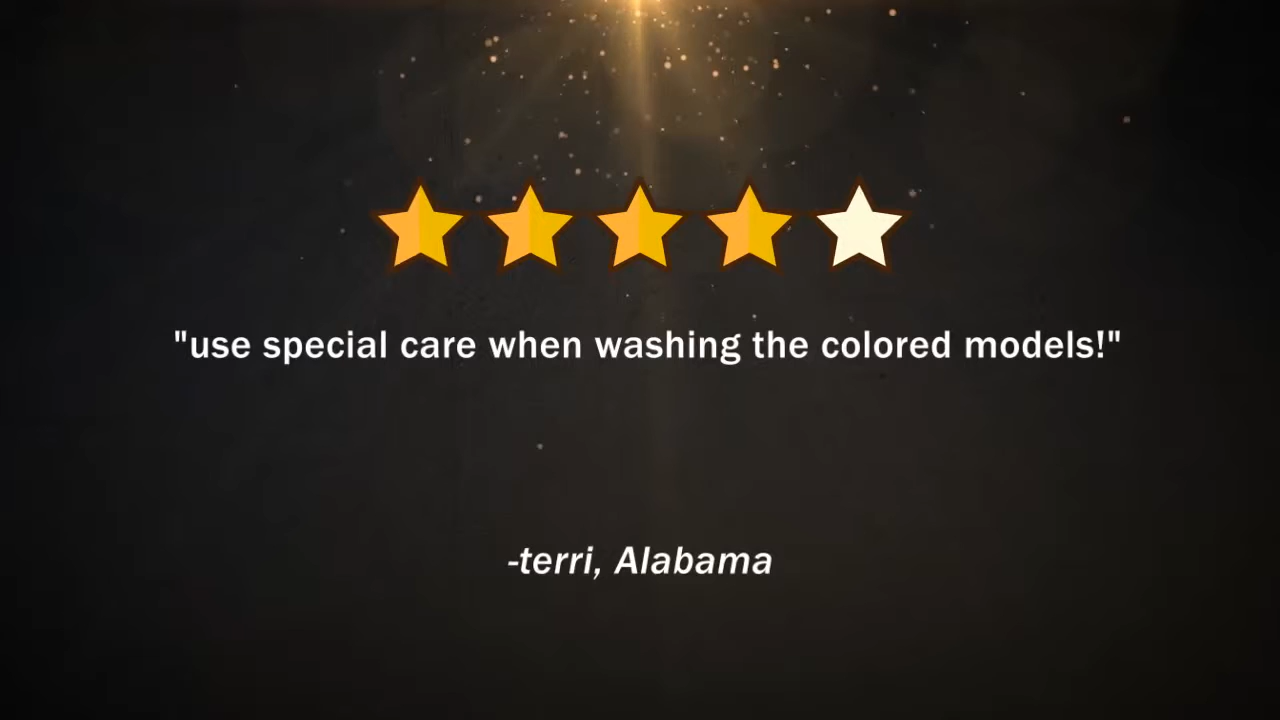 "use special care when washing the colored models!"
-terri, Alabama